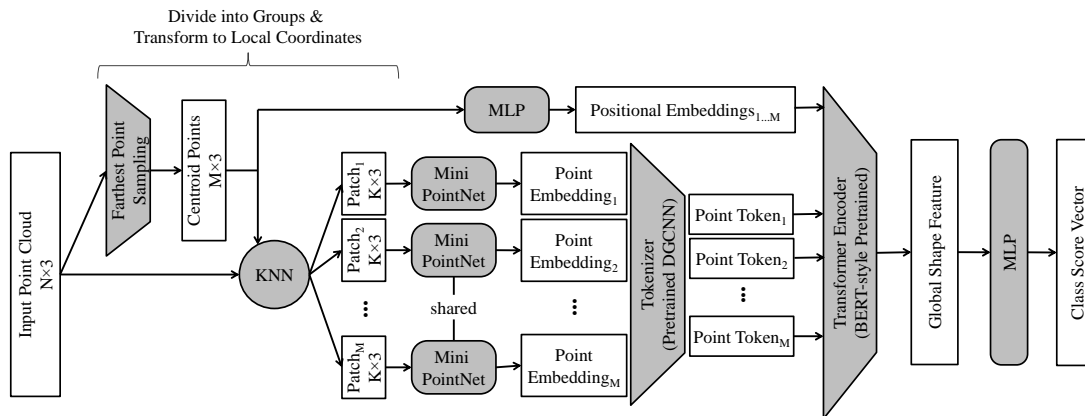 Divide into Groups &
Transform to Local Coordinates
Input Point Cloud
N×3
Farthest Point
Sampling
Centroid Points
M×3
KNN
MLP
Positional Embeddings1...M
Patch1
K×3
Mini
PointNet
Point
Embedding1
Patch2
K×3
Mini
PointNet
Point
Embedding2
...
shared
...
PatchM
K×3
Mini
PointNet
Point
EmbeddingM
Tokenizer
(Pretrained DGCNN)
Point Token1
Point Token2
...
Point TokenM
Transformer Encoder
(BERT-style Pretrained)
Global Shape Feature
MLP
Class Score Vector